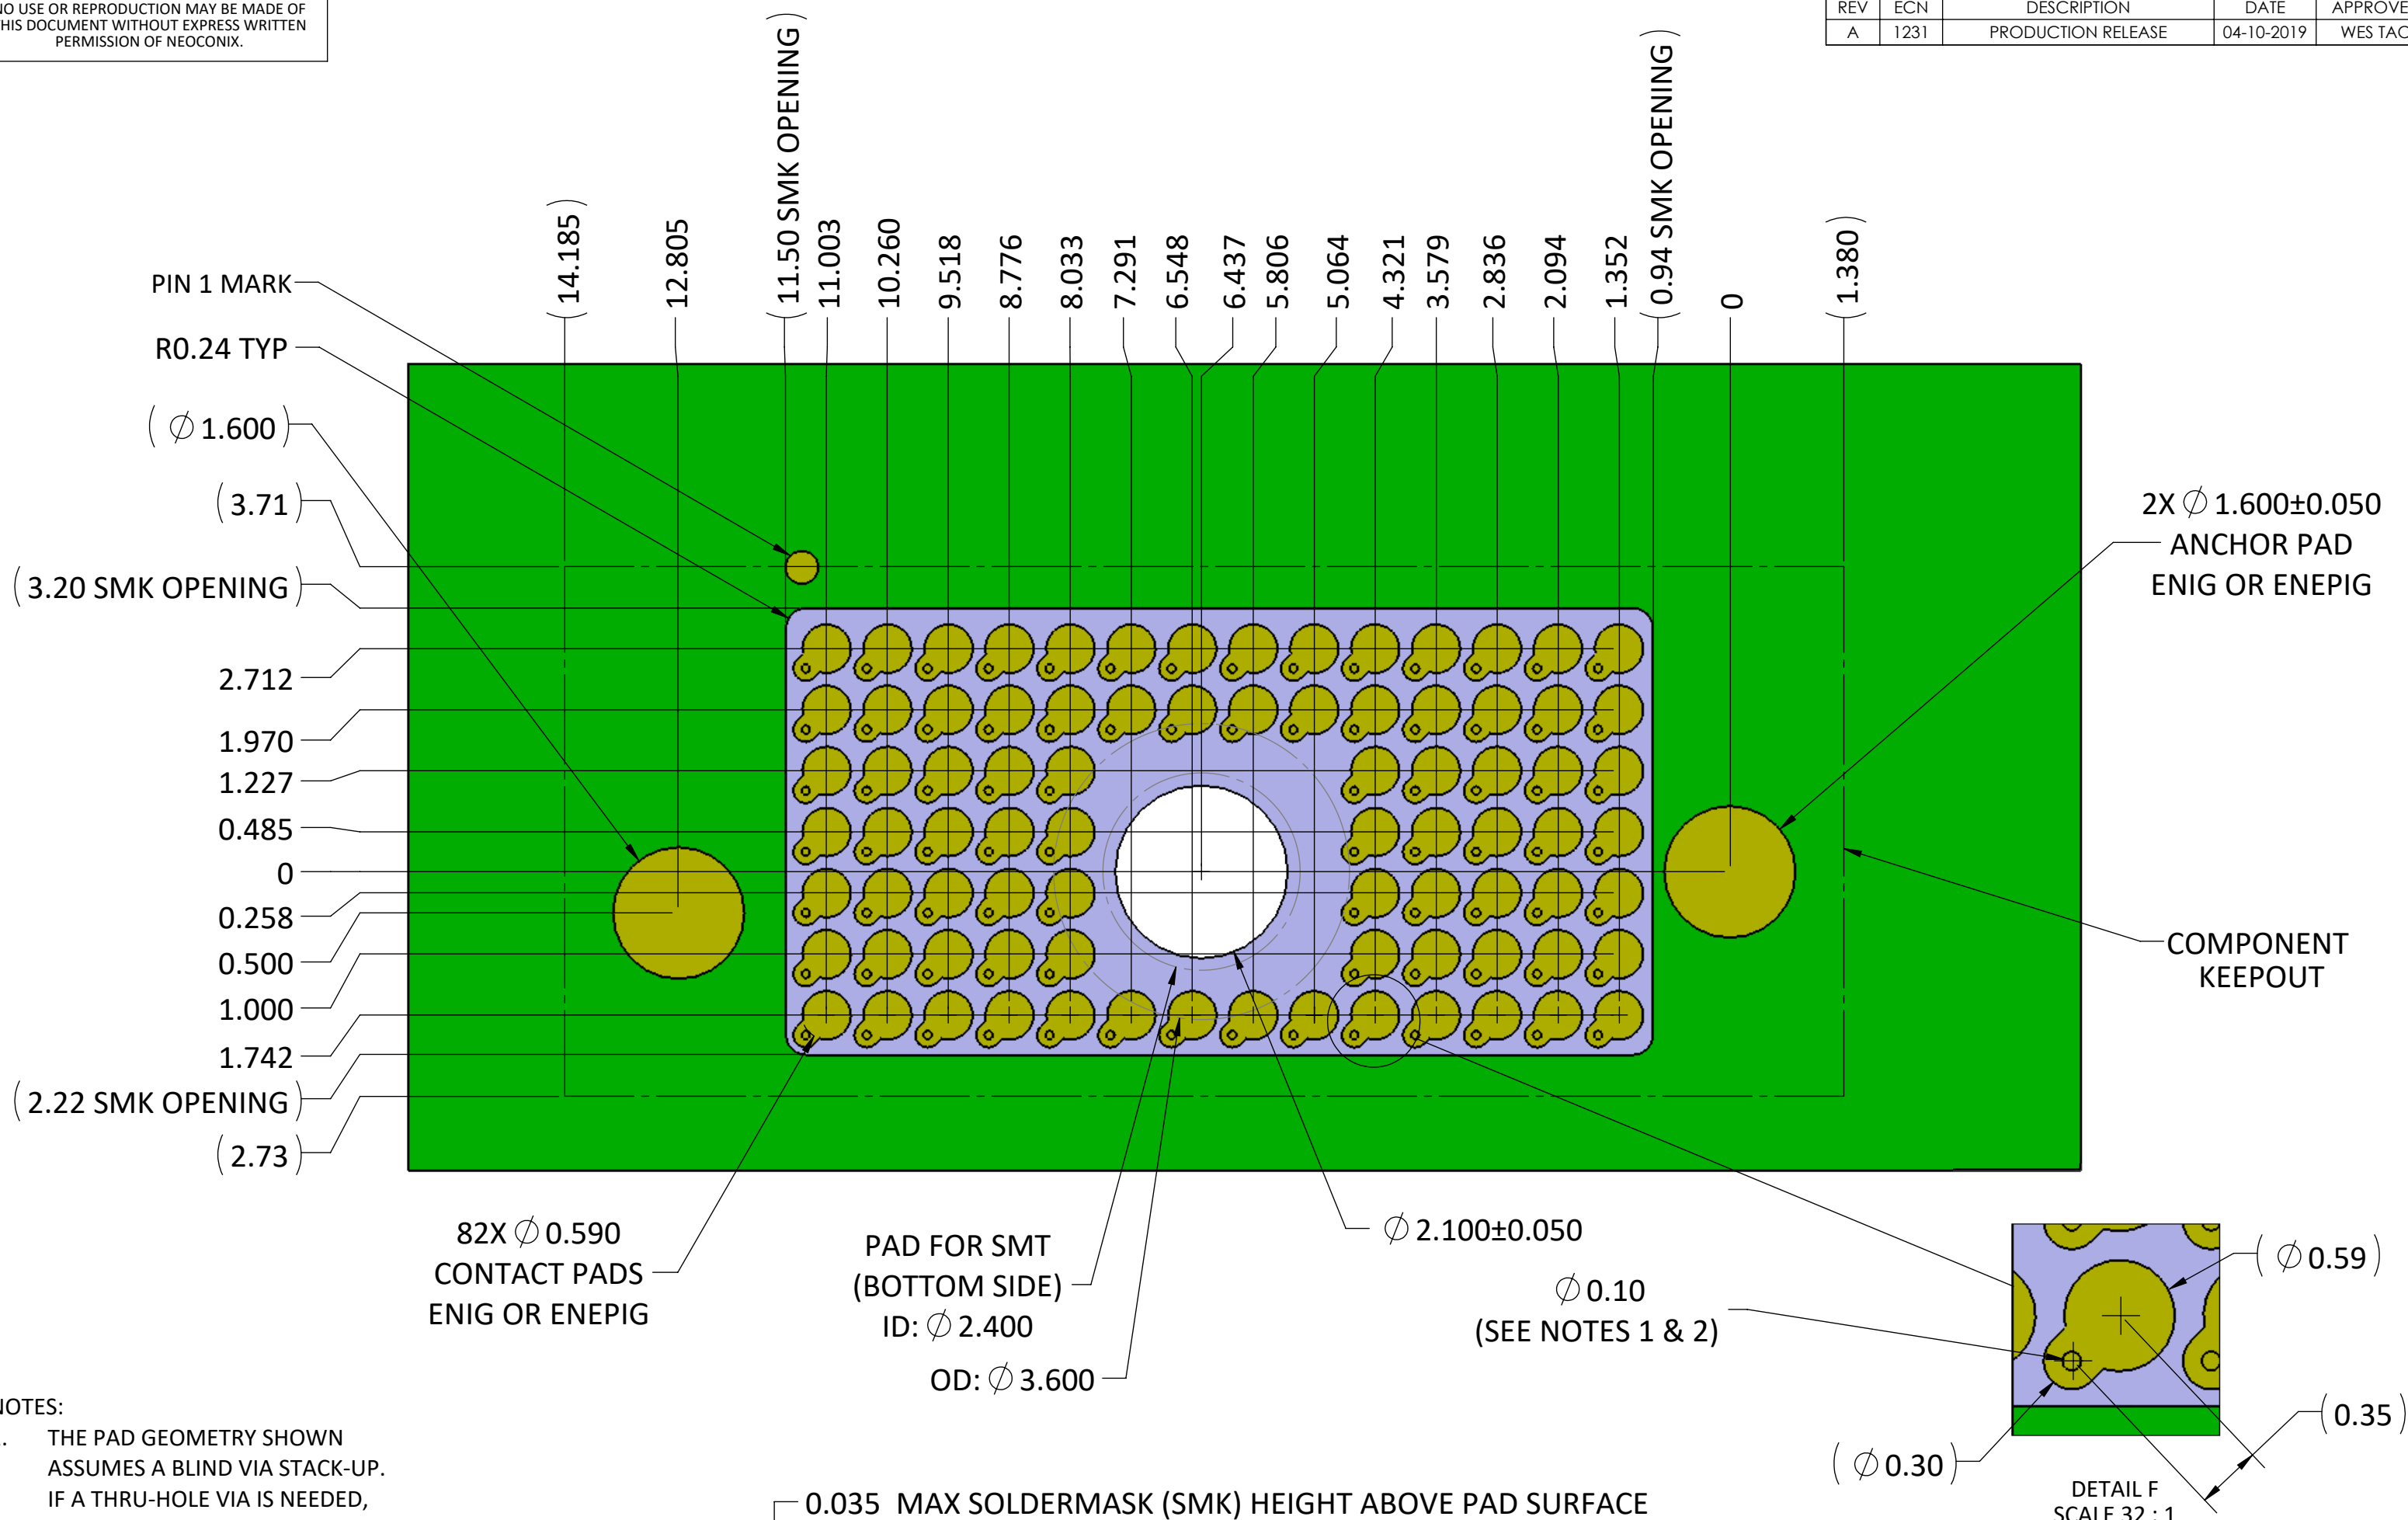 NO USE OR REPRODUCTION MAY BE MADE OF
THIS DOCUMENT WITHOUT EXPRESS WRITTEN
PERMISSION OF NEOCONIX.
REV ECN DESCRIPTION DATE APPROVE
A 1231 PRODUCTION RELEASE 04-10-2019 WES TAO
(14.185)
12.805
(11.50 SMK OPENING)
11.003
10.260
9.518
8.776
8.033
7.291
6.548
6.437
5.806
5.064
4.321
3.579
2.836
2.094
1.352
(0.94 SMK OPENING)
0
(1.380)
PIN 1 MARK
R0.24 TYP
(∅ 1.600)
(3.71)
(3.20 SMK OPENING)
2.712
1.970
1.227
0.485
0
0.258
0.500
1.000
1.742
(2.22 SMK OPENING)
(2.73)
2X ∅ 1.600±0.050
ANCHOR PAD
ENIG OR ENEPIG
COMPONENT
KEEPOUT
82X ∅ 0.590
CONTACT PADS
ENIG OR ENEPIG
PAD FOR SMT
(BOTTOM SIDE)
ID: ∅ 2.400
OD: ∅ 3.600
∅ 2.100±0.050
∅ 0.10
(SEE NOTES 1 & 2)
(∅ 0.59)
(0.35)
(∅ 0.30)
DETAIL F
SCALE 32 : 1
NOTES:
THE PAD GEOMETRY SHOWN
ASSUMES A BLIND VIA STACK-UP.
IF A THRU-HOLE VIA IS NEEDED,
0.035 MAX SOLDERMASK (SMK) HEIGHT ABOVE PAD SURFACE